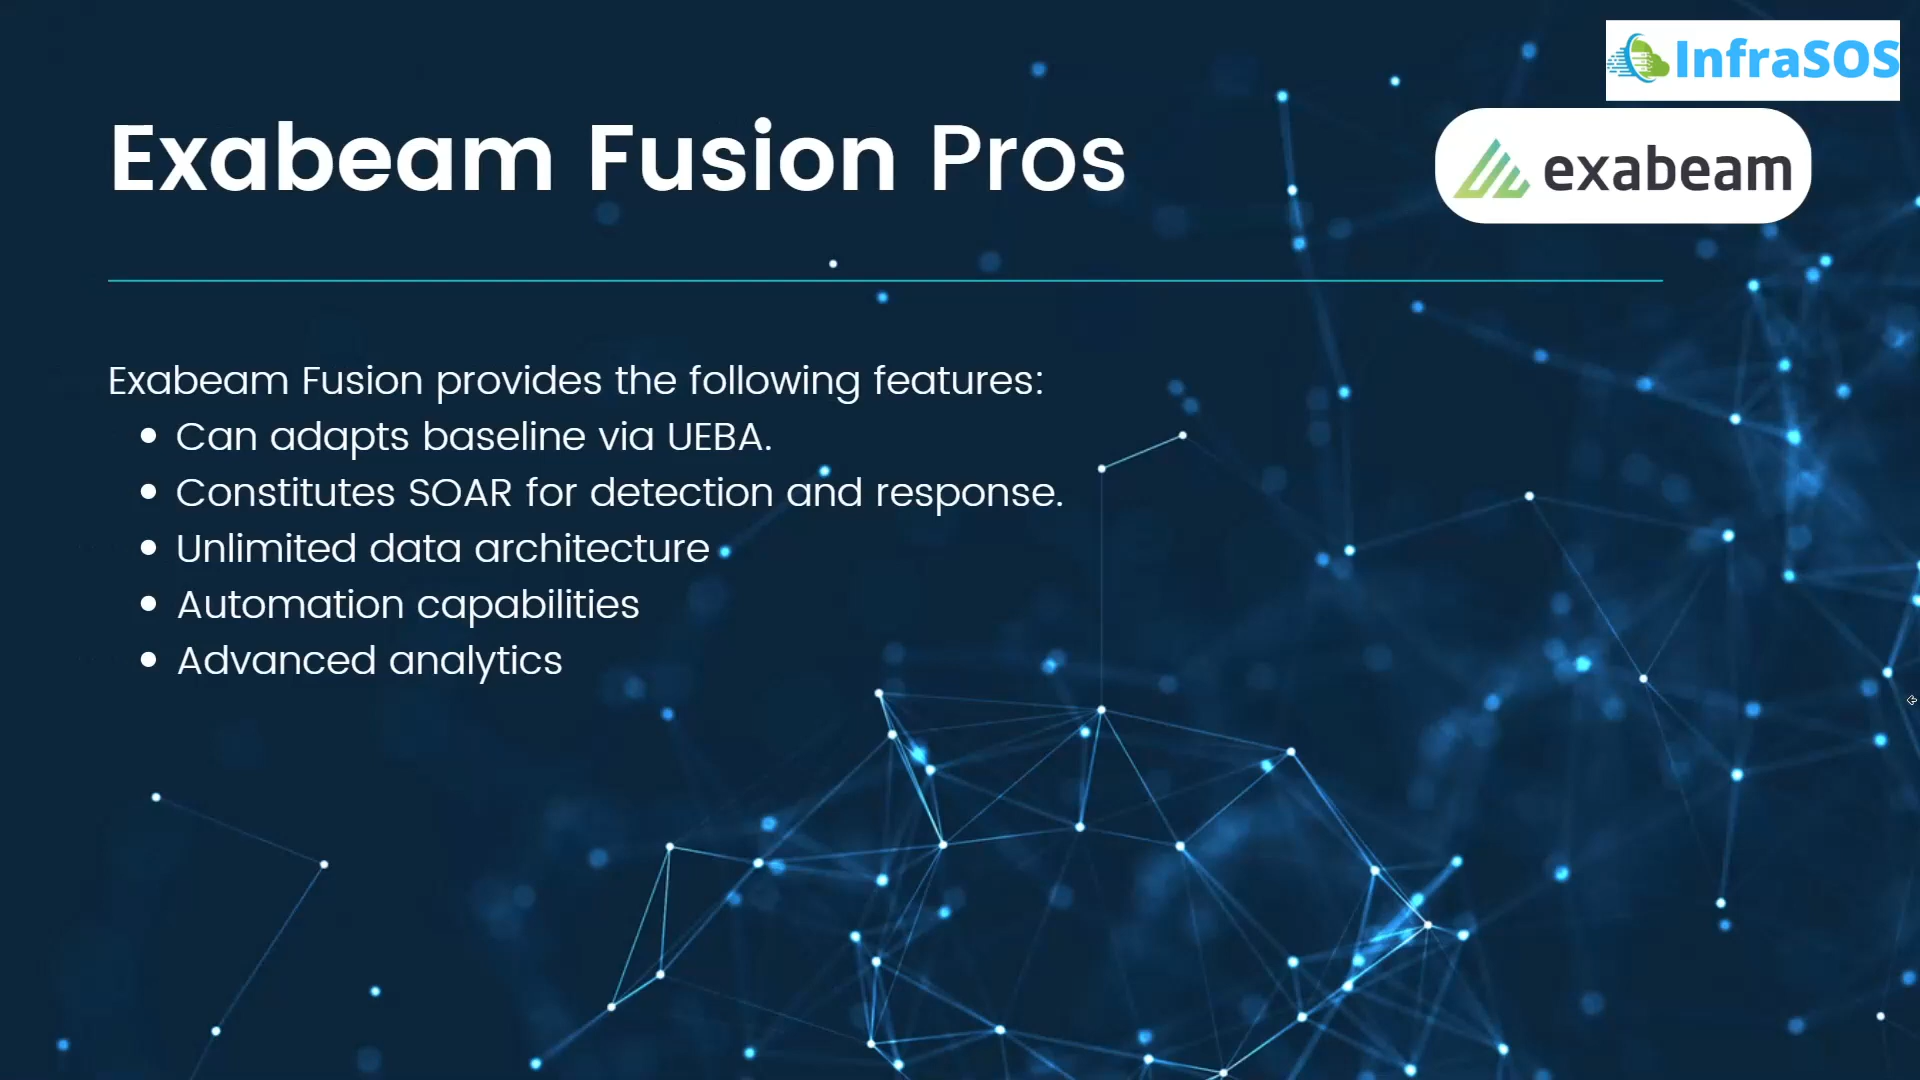 InfraSOS
Exabeam Fusion Pros
exabeam
Exabeam Fusion provides the following features:
• Can adapts baseline via UEBA.
• Constitutes SOAR for detection and response.
• Unlimited data architecture
• Automation capabilities
• Advanced analytics